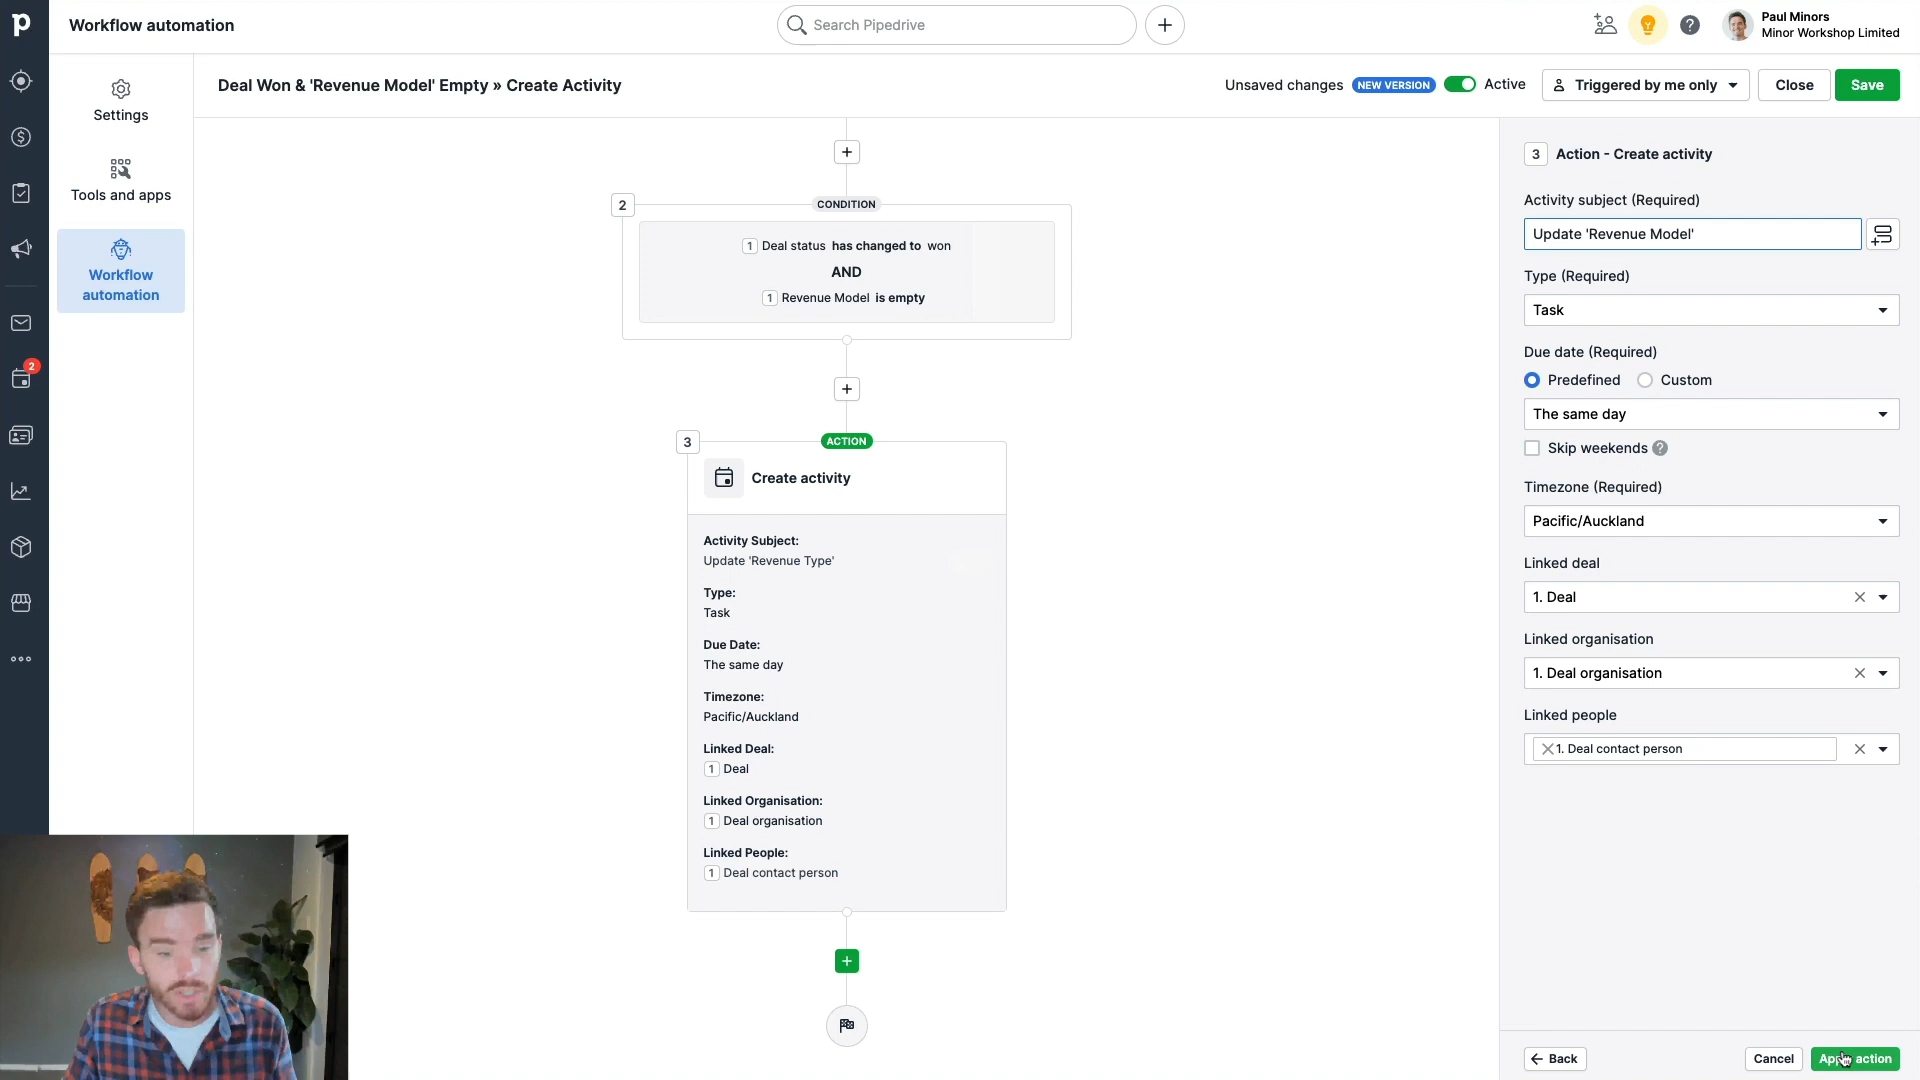 Workflow automation
Search Pipedrive
Paul Minors
Minor Workshop Limited
Settings
Tools and apps
Workflow
automation
2
Deal Won & 'Revenue Model' Empty » Create Activity
Unsaved changes
NEW VERSION
Active
Triggered by me only
Close
Save
2
CONDITION
1 Deal status has changed to won
AND
1 Revenue Model is empty
3
ACTION
Create activity
Activity Subject:
Update 'Revenue Type'
Type:
Task
Due Date:
The same day
Timezone:
Pacific/Auckland
Linked Deal:
1 Deal
Linked Organisation:
1 Deal organisation
Linked People:
1 Deal contact person
3 Action - Create activity
Activity subject (Required)
Update 'Revenue Model'
Type (Required)
Task
Due date (Required)
Predefined
Custom
The same day
Skip weekends
Timezone (Required)
Pacific/Auckland
Linked deal
1. Deal
Linked organisation
1. Deal organisation
Linked people
1. Deal contact person
Back
Cancel
action